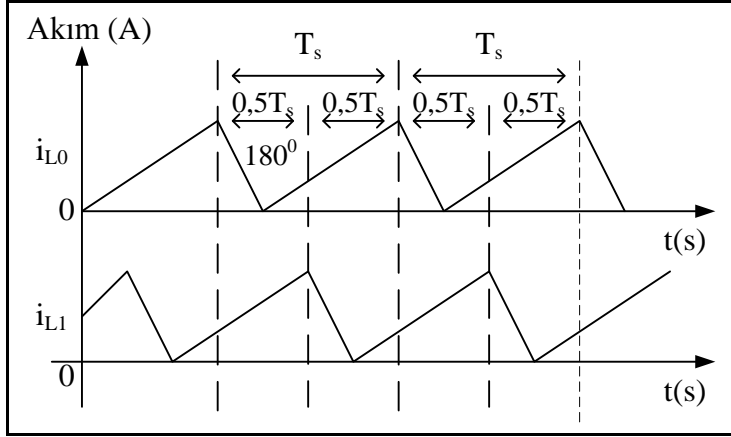 Akım (A)
T_s T_s
0,5T_s 0,5T_s 0,5T_s 0,5T_s
i_L0 180⁰
0
t(s)
i_L1
0
t(s)